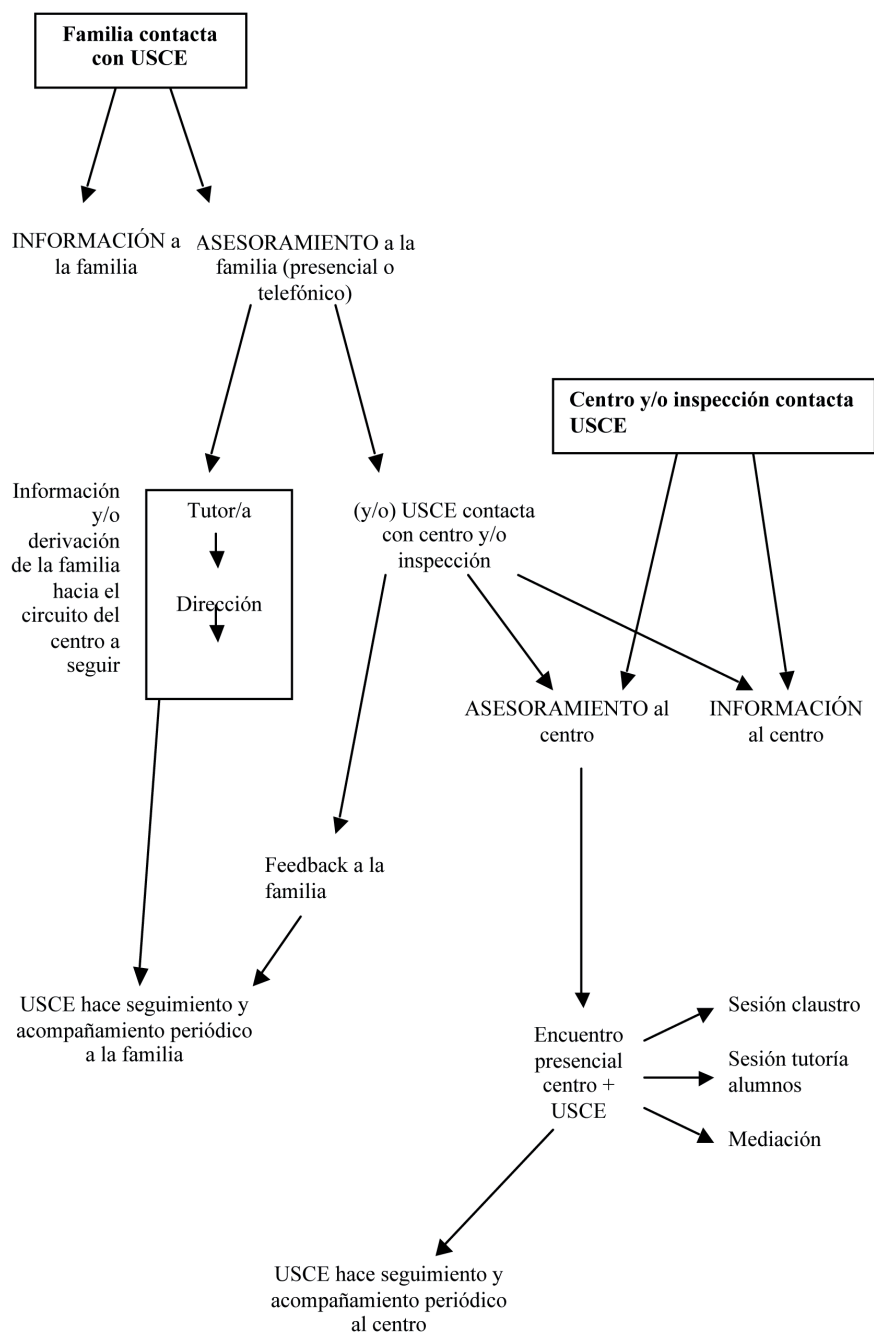 Familia contacta
con USCE
INFORMACIÓN a
la familia
ASESORAMIENTO a la
familia (presencial o
telefónico)
Centro y/o inspección contacta
USCE
Información
y/o
derivación
de la familia
hacia el
circuito del
centro a
seguir
Tutor/a
Dirección
(y/o) USCE contacta
con centro y/o
inspección
ASESORAMIENTO al
centro
INFORMACIÓN
al centro
Feedback a la
familia
USCE hace seguimiento y
acompañamiento periódico
a la familia
Encuentro
presencial
centro +
USCE
Sesión claustro
Sesión tutoría
alumnos
Mediación
USCE hace seguimiento y
acompañamiento periódico
al centro